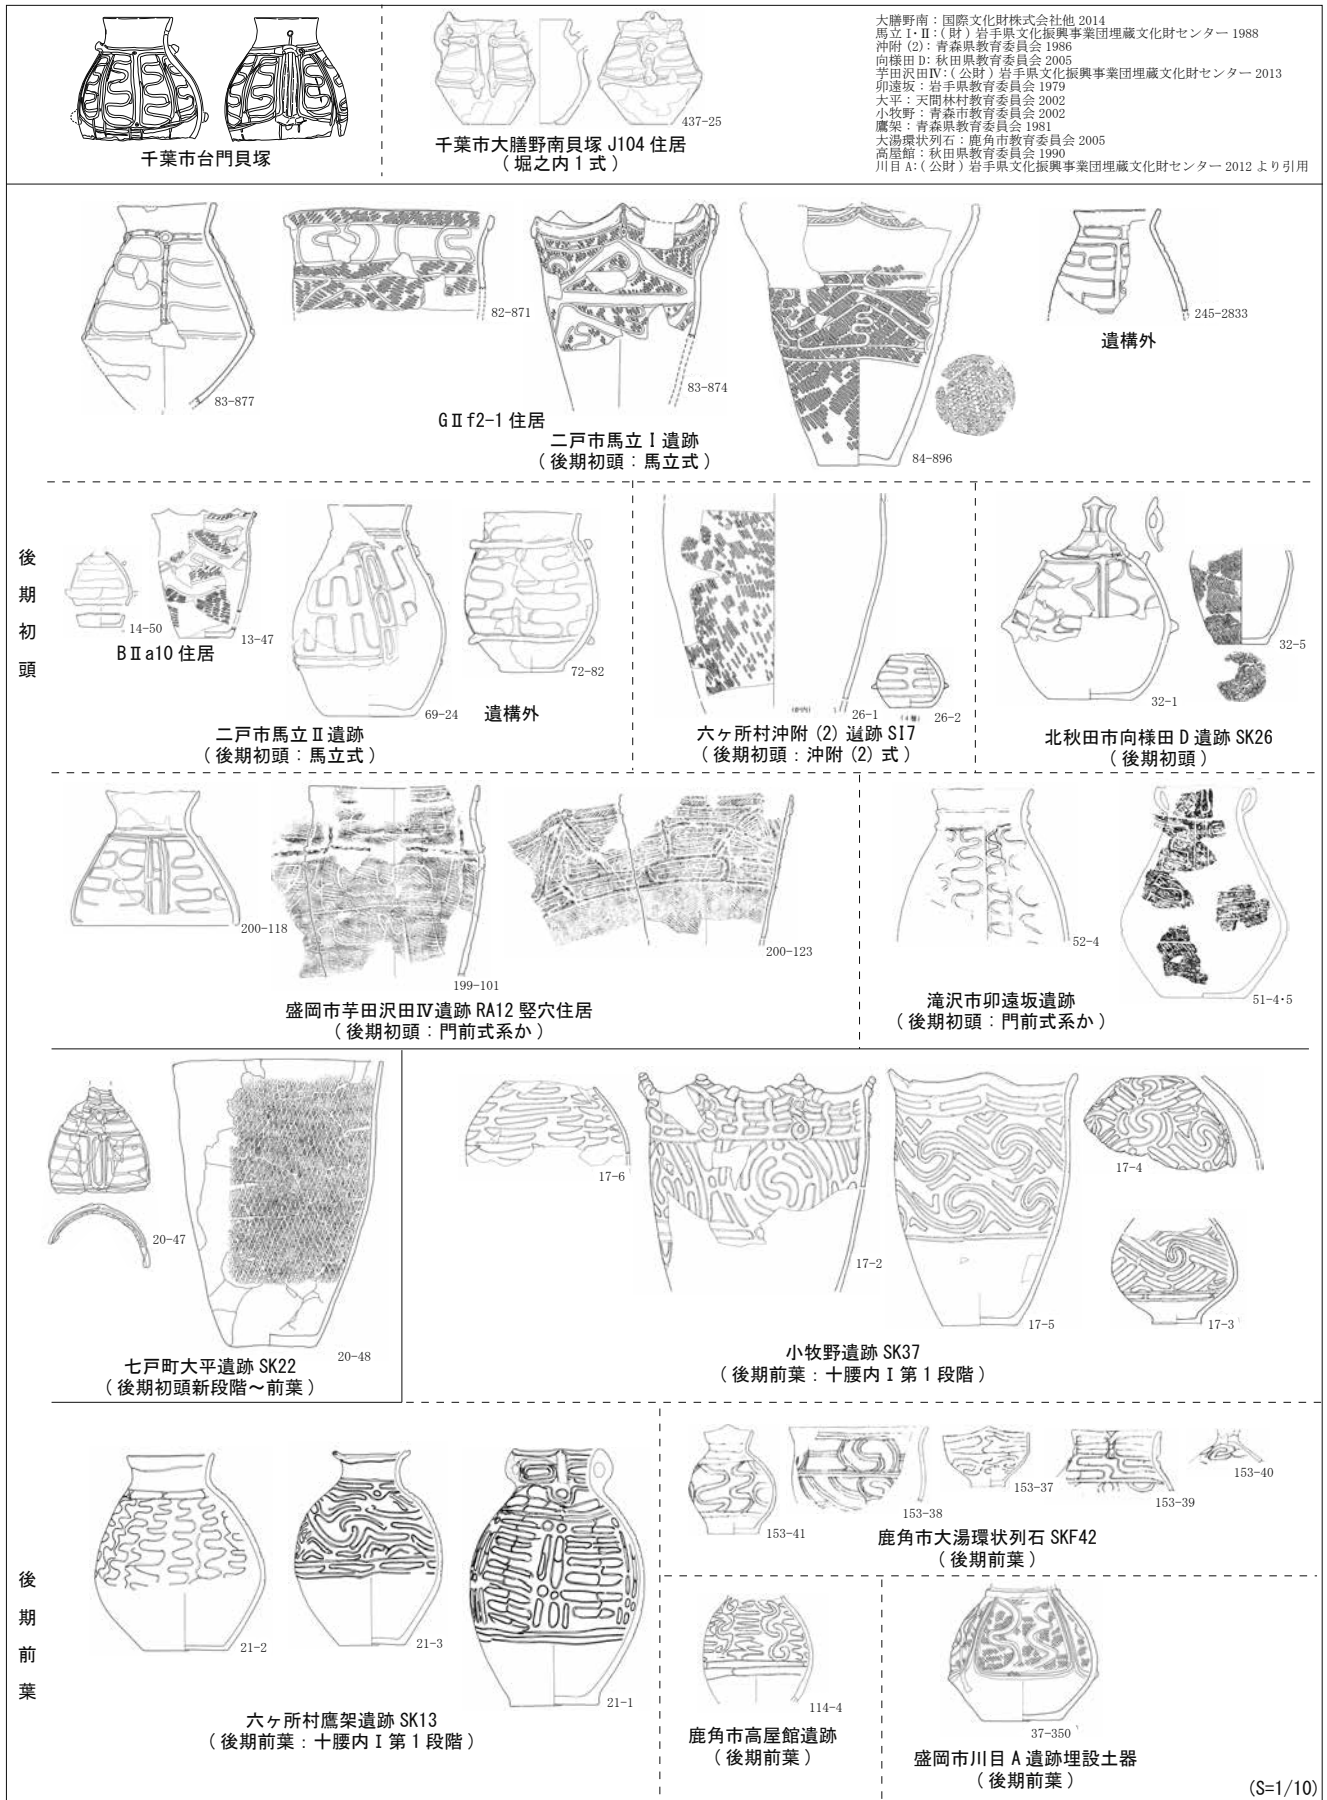 千葉市台門貝塚
437-25
千葉市大膳野南貝塚 J104 住居
( 堀之内 1 式 )
大膳野南：国際文化財株式会社他 2014
馬立 I・Ⅱ：( 財 ) 岩手県文化振興事業団埋蔵文化財センター 1988
沖附 (2)：青森県教育委員会 1986
向様田 D：秋田県教育委員会 2005
芋田沢田Ⅳ：( 公財 ) 岩手県文化振興事業団埋蔵文化財センター 2013
卯遠坂：岩手県教育委員会 1979
大平：天間林村教育委員会 2002
小牧野：青森市教育委員会 2002
鷹架：青森県教育委員会 1981
大湯環状列石：鹿角市教育委員会 2005
高屋館：秋田県教育委員会 1990
川目 A：( 公財 ) 岩手県文化振興事業団埋蔵文化財センター 2012 より引用
後期初頭
83-877
82-871
83-874
84-896
245-2833
遺構外
GⅡf2-1 住居
二戸市馬立 I 遺跡
( 後期初頭：馬立式 )
14-50
13-47
BⅡa10 住居
69-24
72-82
遺構外
二戸市馬立Ⅱ遺跡
( 後期初頭：馬立式 )
26-1
26-2
六ヶ所村沖附 (2) 遺跡 SI7
( 後期初頭：沖附 (2) 式 )
32-1
32-5
北秋田市向様田 D 遺跡 SK26
( 後期初頭 )
200-118
199-101
200-123
盛岡市芋田沢田Ⅳ遺跡 RA12 竪穴住居
( 後期初頭：門前式系か )
52-4
51-4・5
滝沢市卯遠坂遺跡
( 後期初頭：門前式系か )
20-47
20-48
七戸町大平遺跡 SK22
( 後期初頭新段階～前葉 )
17-6
17-2
17-5
17-4
17-3
小牧野遺跡 SK37
( 後期前葉：十腰内 I 第 1 段階 )
後期前葉
21-2
21-3
21-1
六ヶ所村鷹架遺跡 SK13
( 後期前葉：十腰内 I 第 1 段階 )
153-41
153-38
153-37
153-39
153-40
鹿角市大湯環状列石 SKF42
( 後期前葉 )
114-4
鹿角市高屋館遺跡
( 後期前葉 )
37-350
盛岡市川目 A 遺跡埋設土器
( 後期前葉 )
(S=1/10)